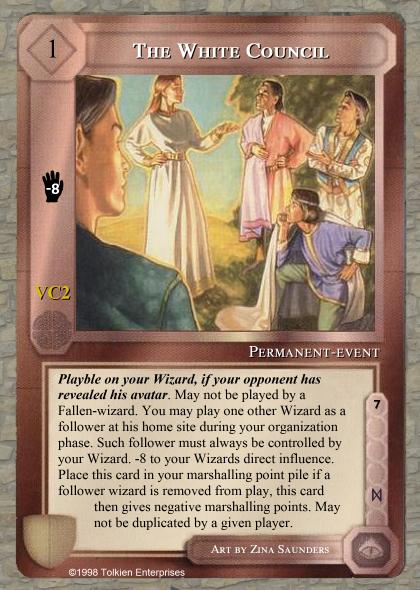 1
THE WHITE COUNCIL
-8
VC2
PERMANENT-EVENT
Playble on your Wizard, if your opponent has
revealed his avatar. May not be played by a
Fallen-wizard. You may play one other Wizard as a
follower at his home site during your organization
phase. Such follower must always be controlled by
your Wizard. -8 to your Wizards direct influence.
Place this card in your marshalling point pile if a
follower wizard is removed from play, this card
then gives negative marshalling points. May
not be duplicated by a given player.
7
ART BY ZINA SAUNDERS
©1998 Tolkien Enterprises